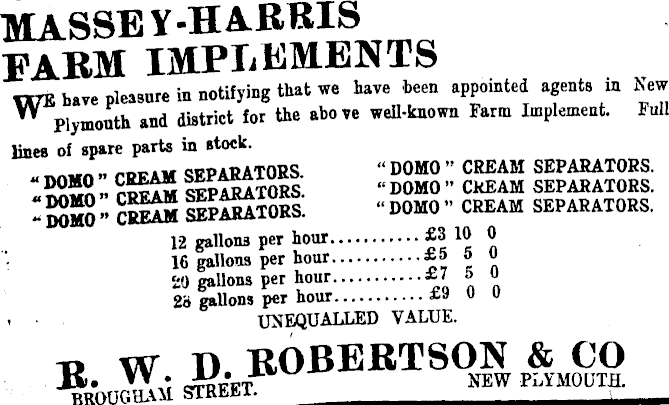 MASSEY-HARRIS
FARM IMPLEMENTS
WE have pleasure in notifying that we have been appointed agents in New
Plymouth and district for the above well-known Farm Implement. Full
lines of spare parts in stock.
"DOMO" CREAM SEPARATORS. "DOMO" CREAM SEPARATORS.
"DOMO" CREAM SEPARATORS. "DOMO" CREAM SEPARATORS.
"DOMO" CREAM SEPARATORS. "DOMO" CREAM SEPARATORS.
12 gallons per hour...........£3 10 0
16 gallons per hour...........£5 5 0
20 gallons per hour...........£7 5 0
28 gallons per hour...........£9 0 0
UNEQUALLED VALUE.
R. W. D. ROBERTSON & CO
BROUGHAM STREET. NEW PLYMOUTH.